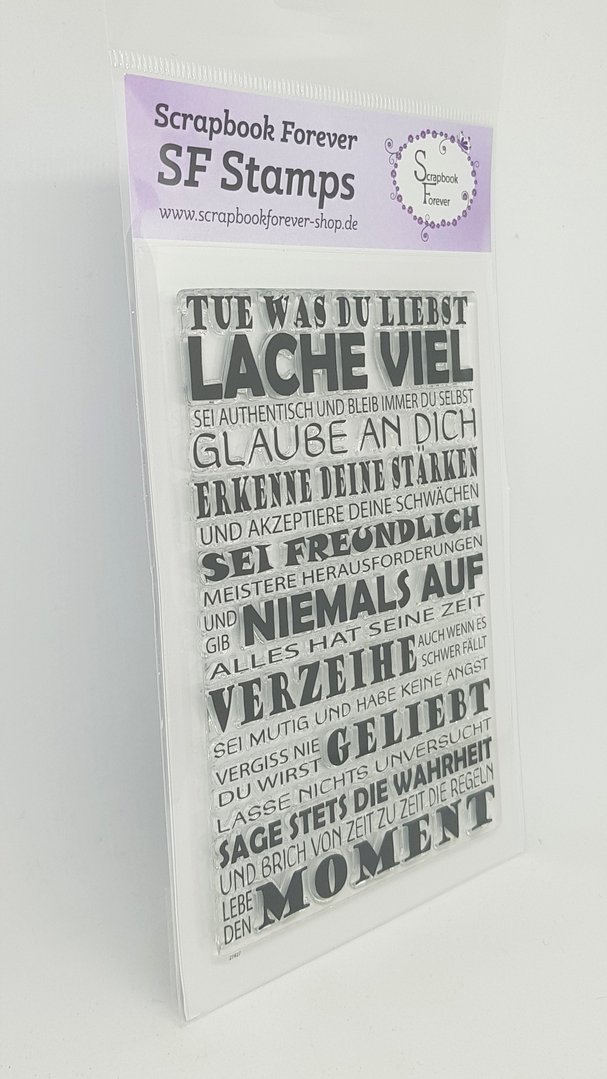 Scrapbook Forever
SF Stamps
www.scrapbookforever-shop.de
Scrapbook
Forever
TUE WAS DU LIEBST
LACHE VIEL
SEI AUTHENTISCH UND BLEIB IMMER DU SELBST
GLAUBE AN DICH
ERKENNE DEINE STÄRKEN
UND AKZEPTIERE DEINE SCHWÄCHEN
SEI FREUNDLICH
MEISTERE HERAUSFORDERUNGEN
UND GIB NIEMALS AUF
ALLES HAT SEINE ZEIT
VERZEIHE AUCH WENN ES SCHWER FÄLLT
SEI MUTIG UND HABE KEINE ANGST
VERGISS NIE
DU WIRST GELIEBT
LASSE NICHTS UNVERSUCHT
SAGE STETS DIE WAHRHEIT
UND BRICH VON ZEIT ZU ZEIT DIE REGELN
LEBE DEN MOMENT